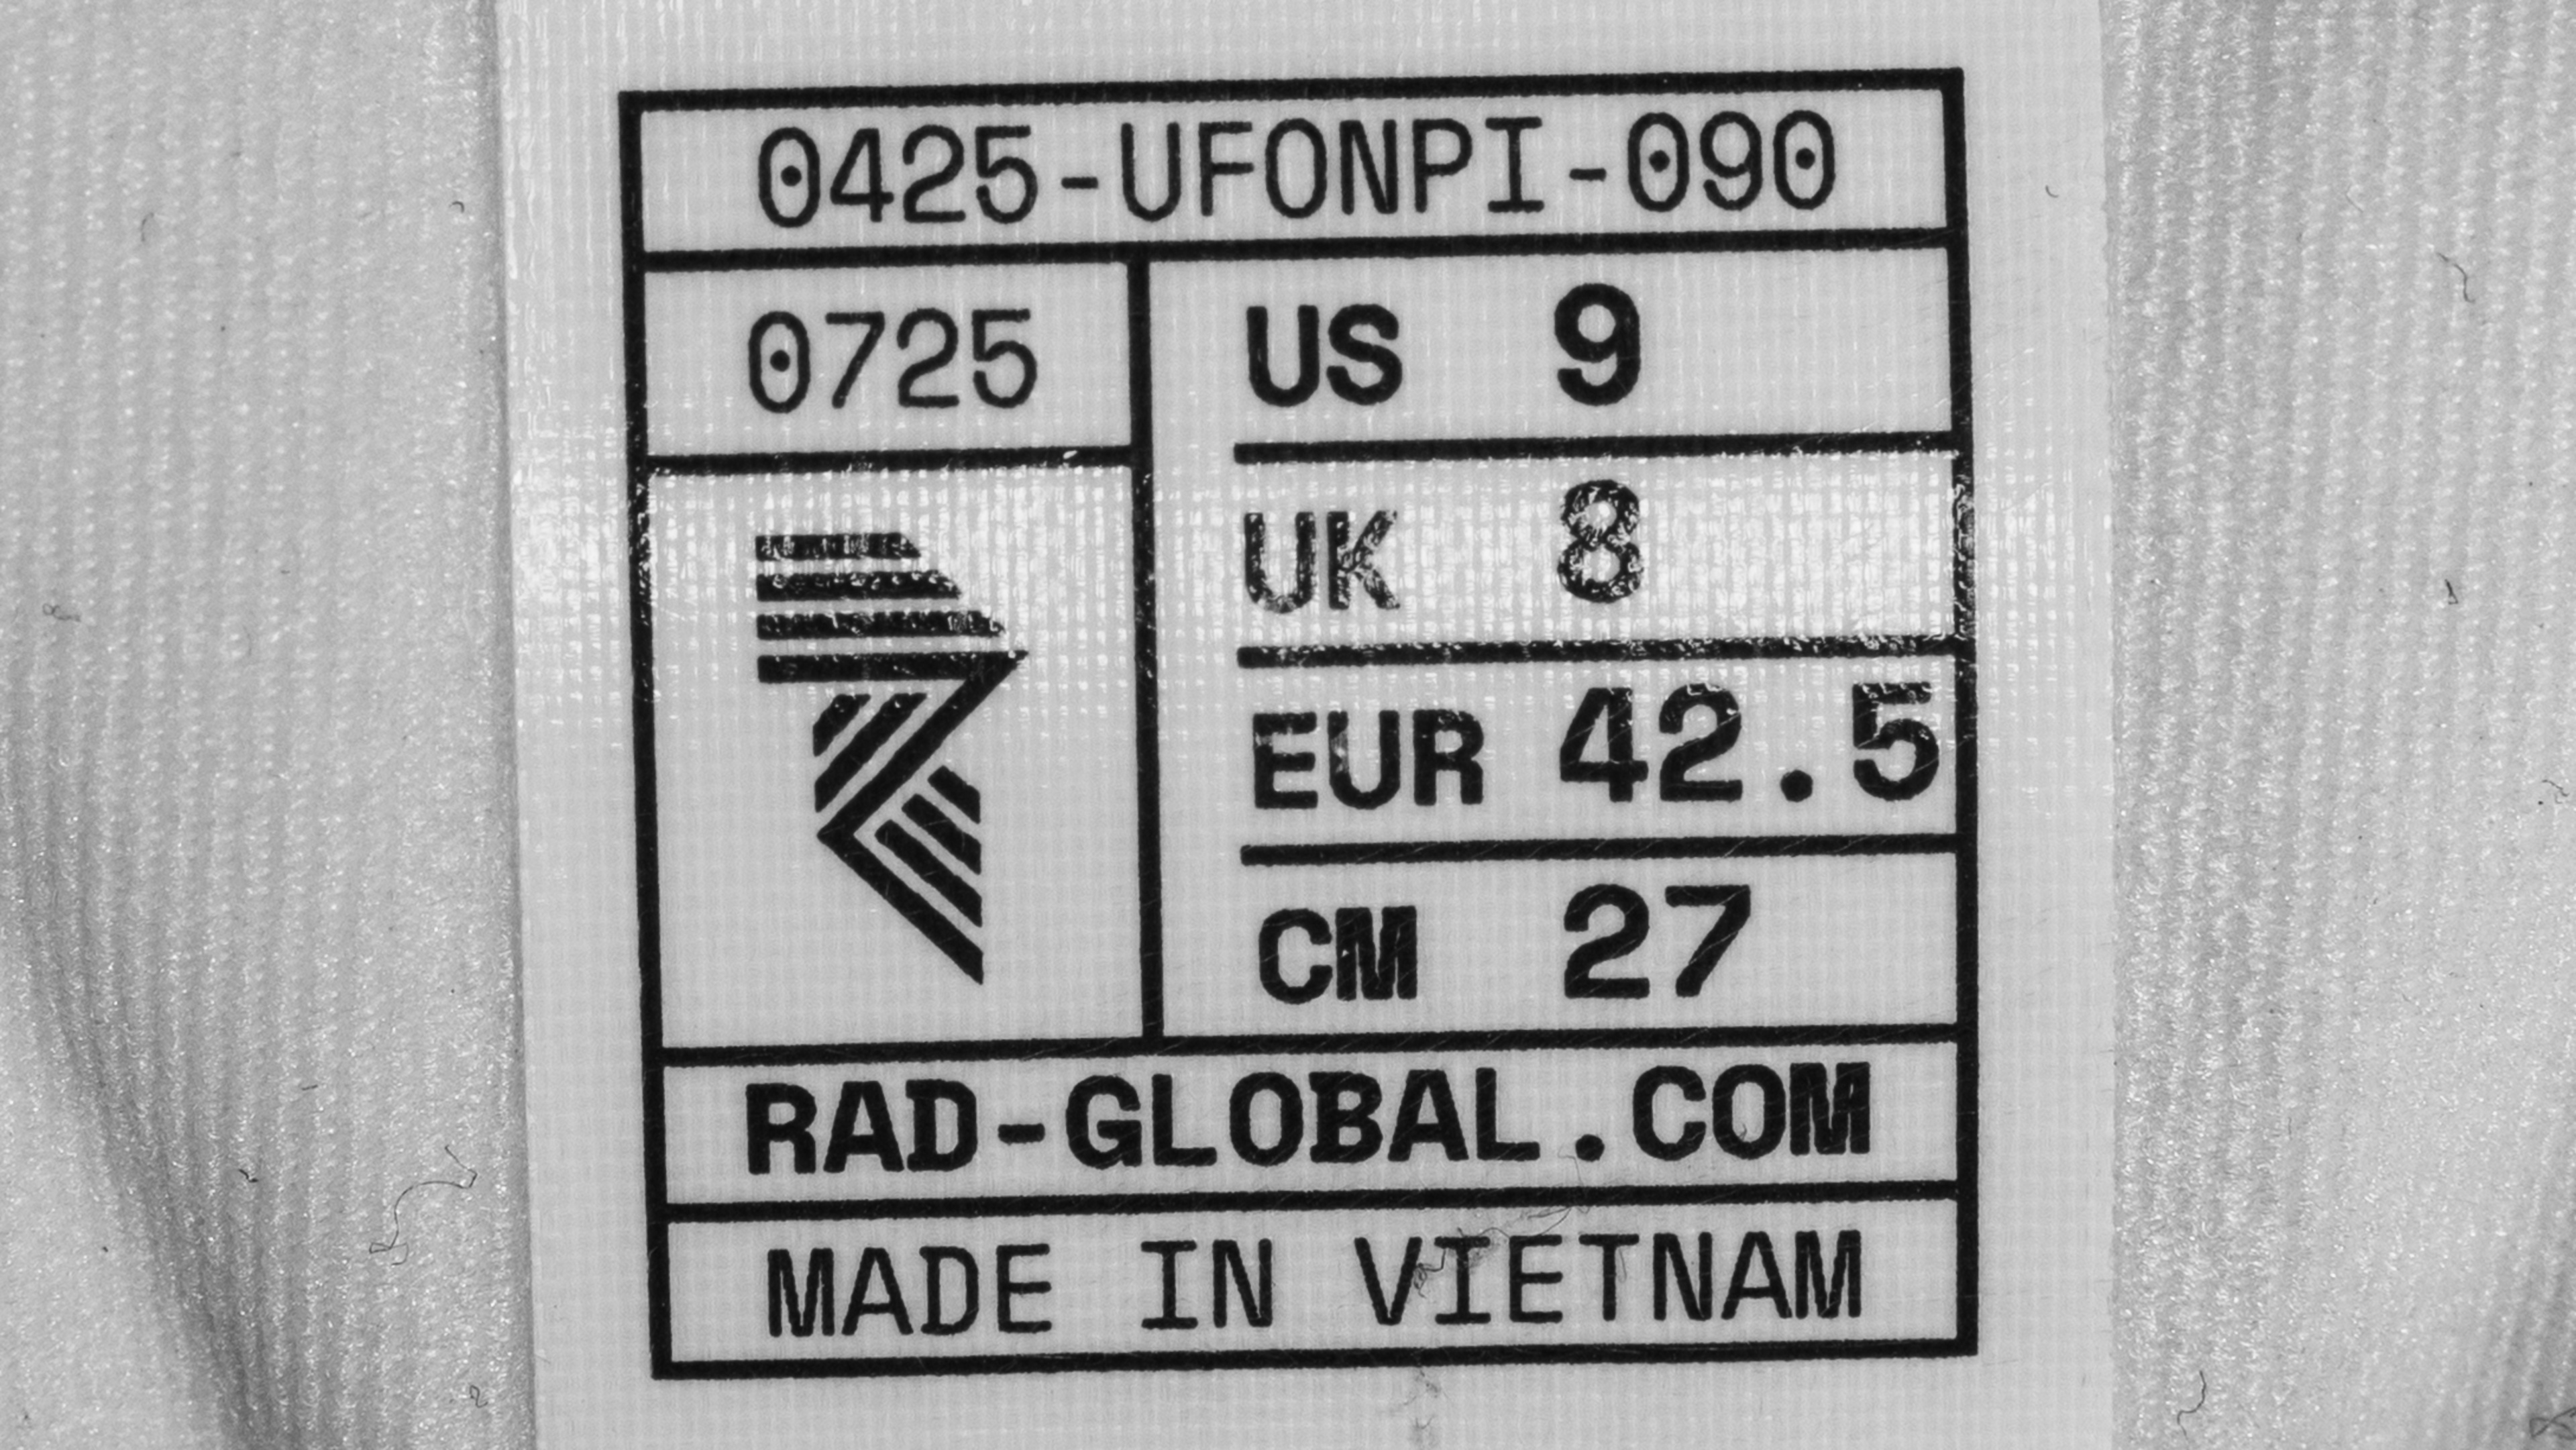 0425-UFONPI-090
0725
US 9
UK 8
EUR 42.5
CM 27
RAD-GLOBAL.COM
MADE IN VIETNAM